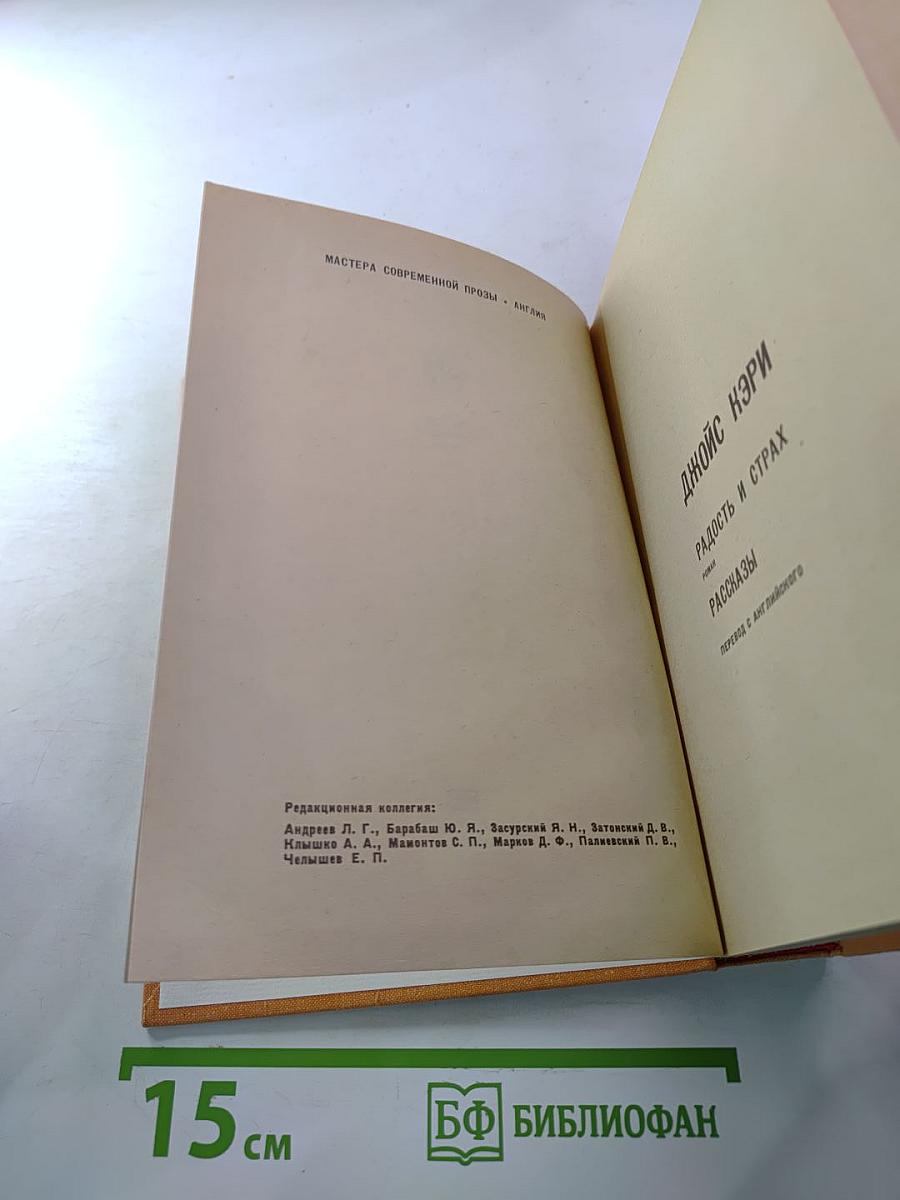 МАСТЕРА СОВРЕМЕННОЙ ПРОЗЫ • АНГЛИЯ
Редакционная коллегия:
Андреев Л. Г., Барабаш Ю. Я., Засурский Я. Н., Затонский Д. В.,
Клышко А. А., Мамонтов С. П., Марков Д. Ф., Палиевский П. В.,
Челышев Е. П.
ДЖОЙС КЭРИ
РАДОСТЬ И СТРАХ
РОМАН
РАССКАЗЫ
ПЕРЕВОД С АНГЛИЙСКОГО
15 см
БФ БИБЛИОФАН